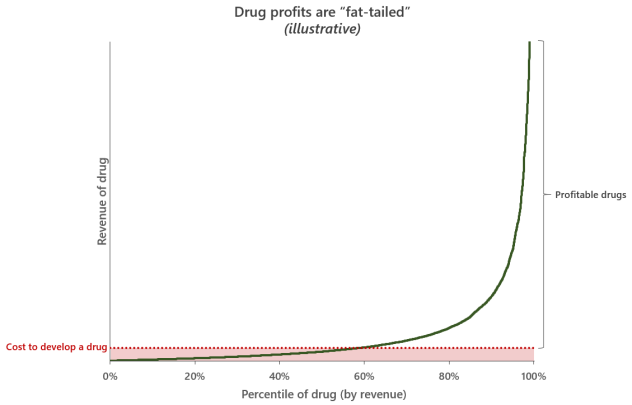 Drug profits are “fat-tailed”
(illustrative)
Revenue of drug
Profitable drugs
Cost to develop a drug
0%
20%
40%
60%
80%
100%
Percentile of drug (by revenue)